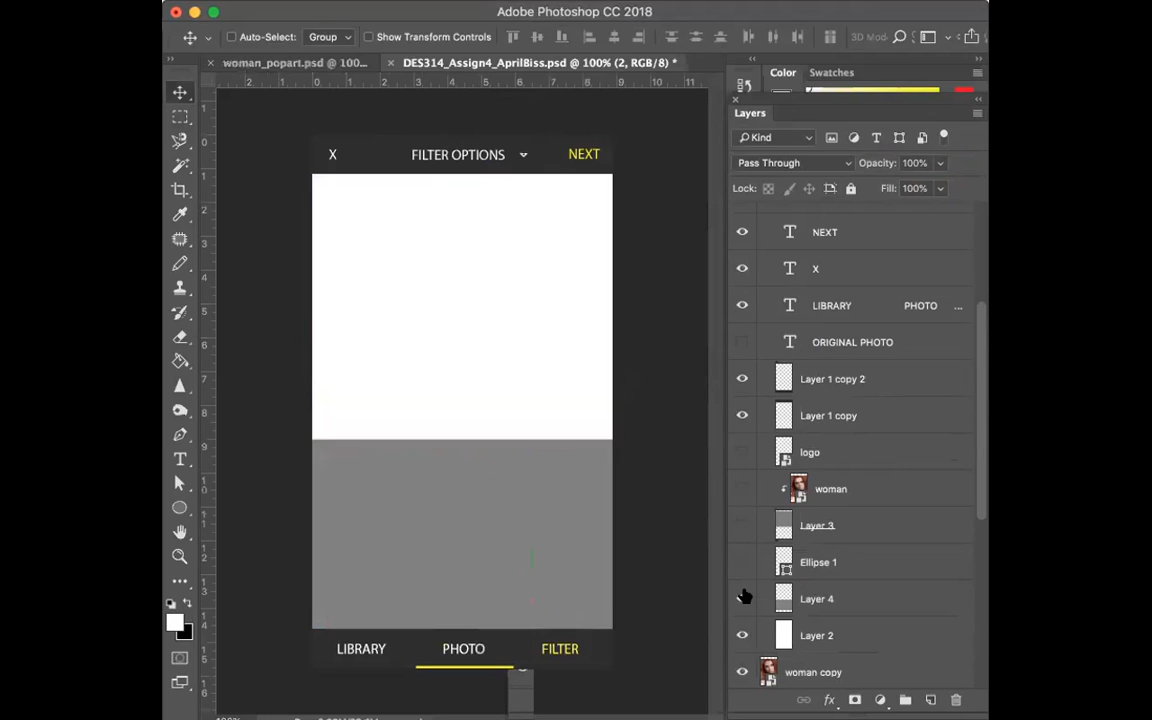 Adobe Photoshop CC 2018
Auto-Select: Group Show Transform Controls 3D Mod
woman_popart.psd @ 100... DES314_Assign4_AprilBiss.psd @ 100% (2, RGB/8) *
Color Swatches
Layers
Kind
Pass Through Opacity: 100%
Lock: Fill: 100%
X FILTER OPTIONS NEXT
NEXT
X
LIBRARY PHOTO ...
ORIGINAL PHOTO
Layer 1 copy 2
Layer 1 copy
logo
woman
Layer 3
Ellipse 1
Layer 4
Layer 2
woman copy
LIBRARY PHOTO FILTER